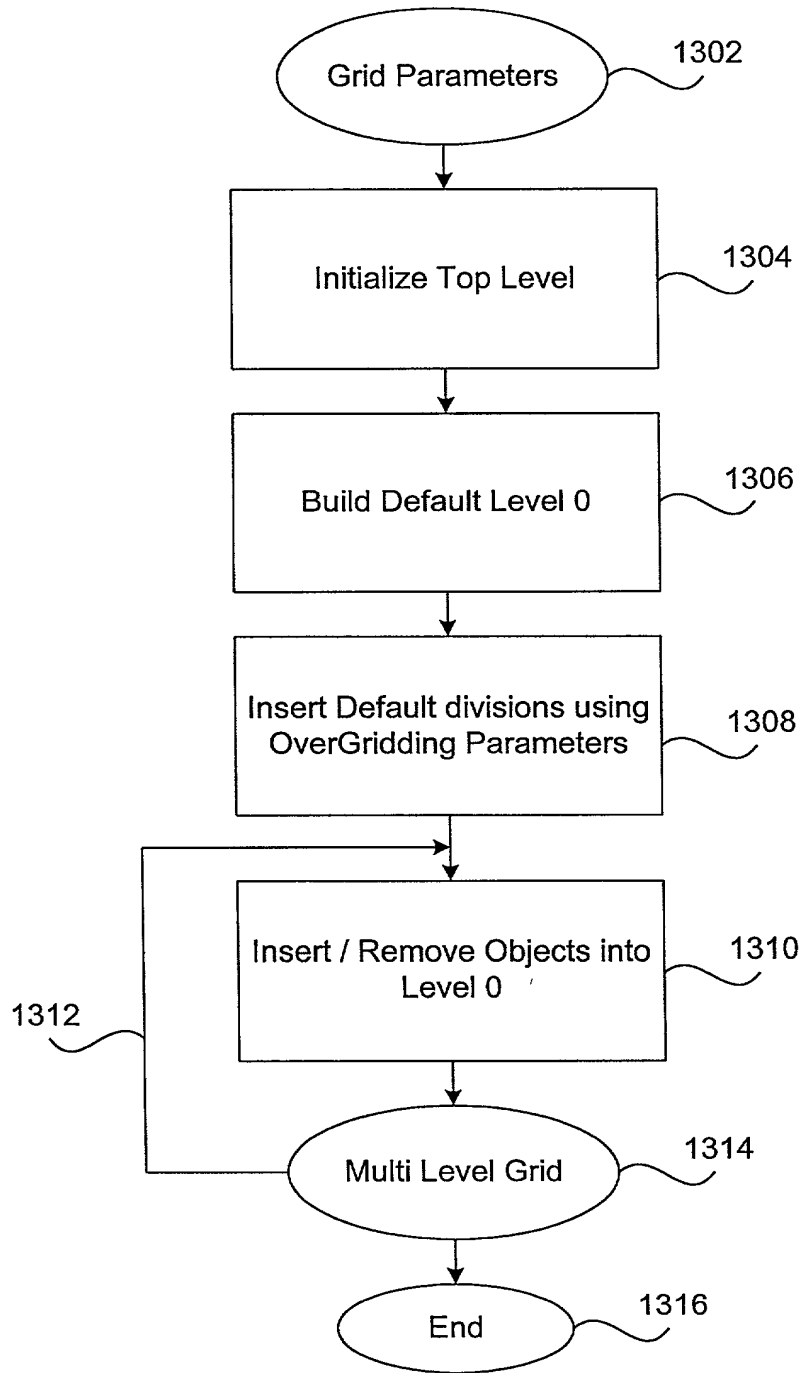 Grid Parameters
1302
Initialize Top Level
1304
Build Default Level 0
1306
Insert Default divisions using
OverGridding Parameters
1308
Insert / Remove Objects into
Level 0
1310
1312
Multi Level Grid
1314
End
1316